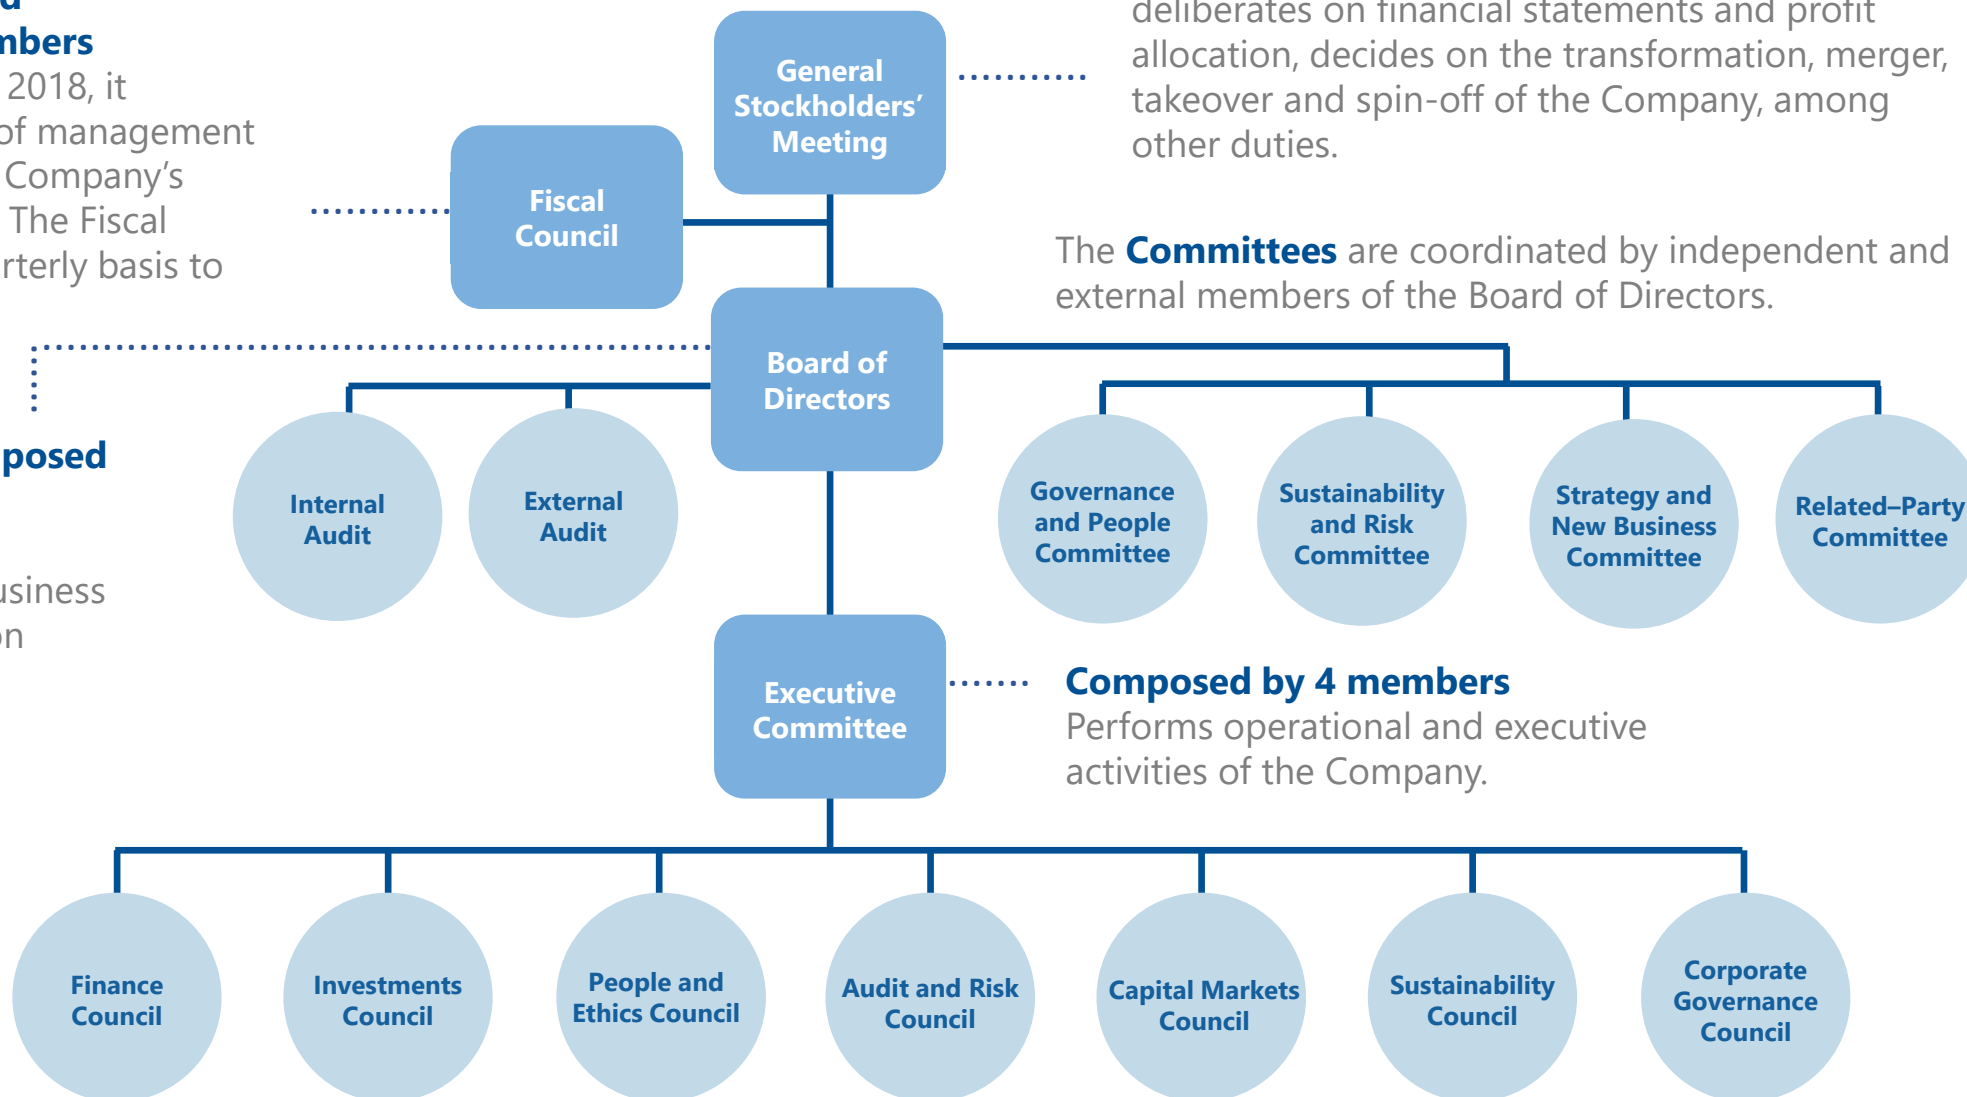 mbers
2018, it
of management
Company's
The Fiscal
rterly basis to
General
Stockholders'
Meeting
Fiscal
Council
deliberates on financial statements and profit
allocation, decides on the transformation, merger,
takeover and spin-off of the Company, among
other duties.
The Committees are coordinated by independent and
external members of the Board of Directors.
Board of
Directors
posed
usiness
on
Internal
Audit
External
Audit
Governance
and People
Committee
Sustainability
and Risk
Committee
Strategy and
New Business
Committee
Related–Party
Committee
Executive
Committee
Composed by 4 members
Performs operational and executive
activities of the Company.
Finance
Council
Investments
Council
People and
Ethics Council
Audit and Risk
Council
Capital Markets
Council
Sustainability
Council
Corporate
Governance
Council